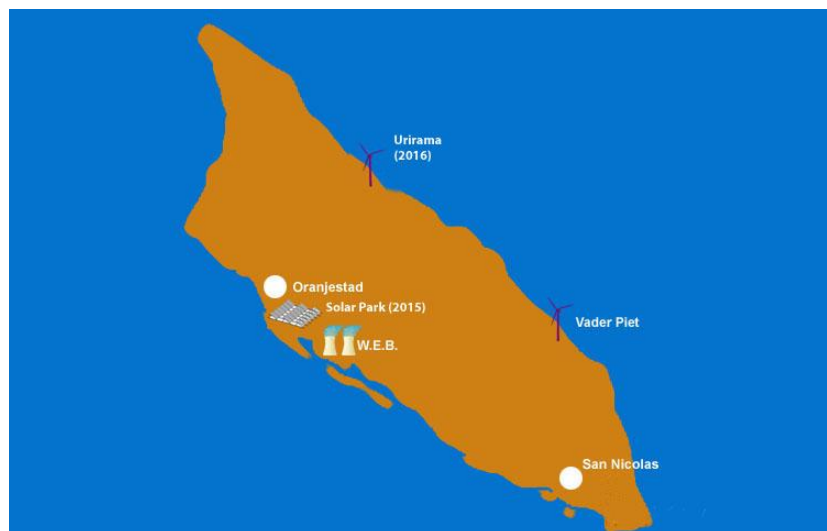 Urirama
(2016)
Oranjestad
Solar Park (2015)
Vader Piet
W.E.B.
San Nicolas